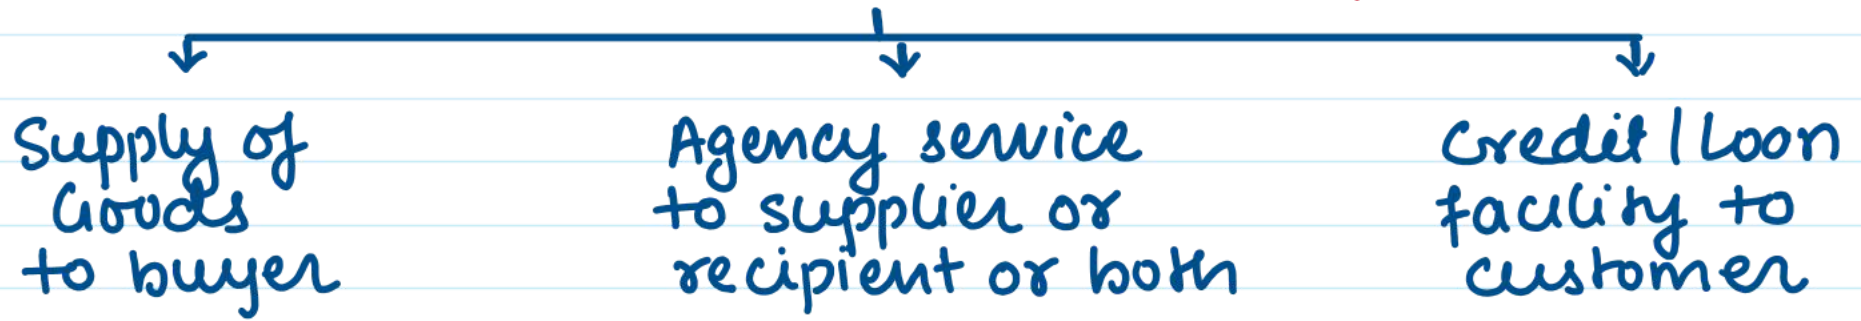 Supply of
Goods
to buyer
Agency service
to supplier or
recipient or both
Credit / Loan
facility to
customer